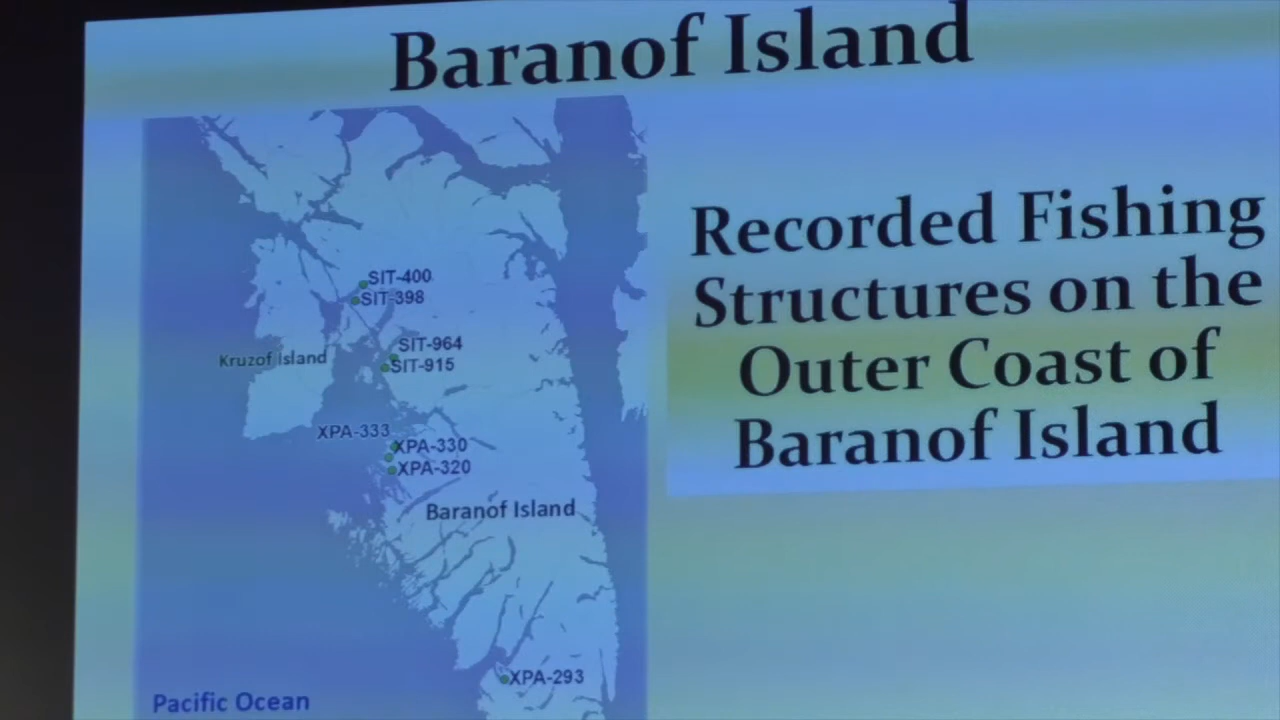 Baranof Island
Recorded Fishing
Structures on the
Outer Coast of
Baranof Island
SIT-400
SIT-398
SIT-964
SIT-915
Kruzof Island
XPA-333
XPA-330
XPA-320
Baranof Island
XPA-293
Pacific Ocean